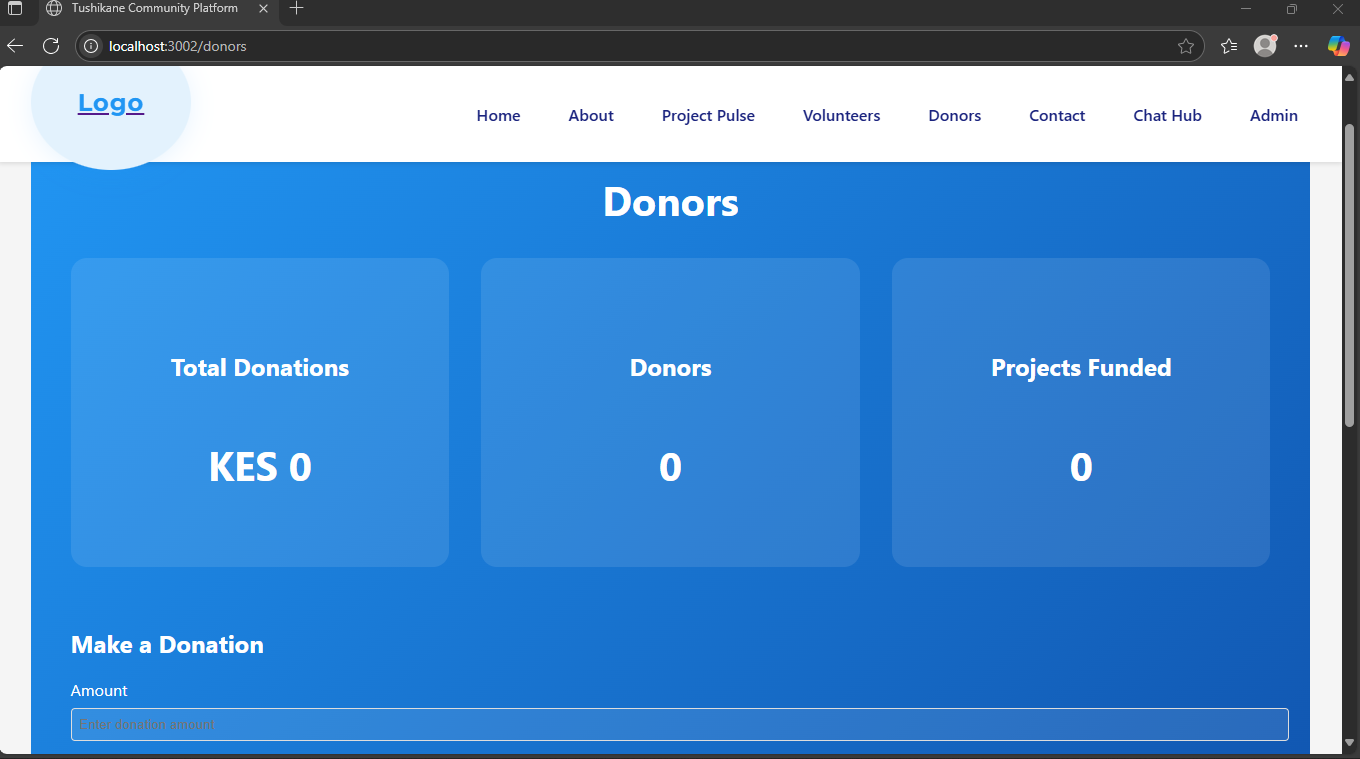 Tushikane Community Platform
localhost:3002/donors
Logo
Home About Project Pulse Volunteers Donors Contact Chat Hub Admin
Donors
Total Donations Donors Projects Funded
KES 0 0 0
Make a Donation
Amount
Enter donation amount